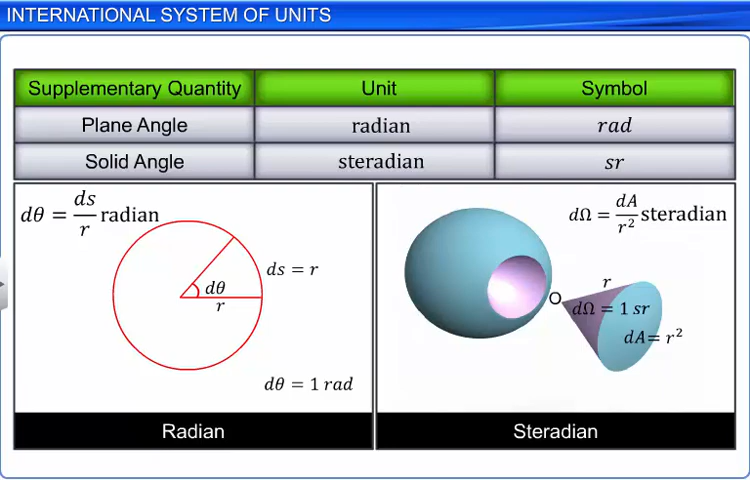 INTERNATIONAL SYSTEM OF UNITS
Supplementary Quantity Unit Symbol
Plane Angle radian rad
Solid Angle steradian sr
dθ = ds/r radian
ds = r
dθ
r
dθ = 1 rad
Radian
dΩ = dA/r² steradian
r
O
dΩ = 1 sr
dA= r²
Steradian